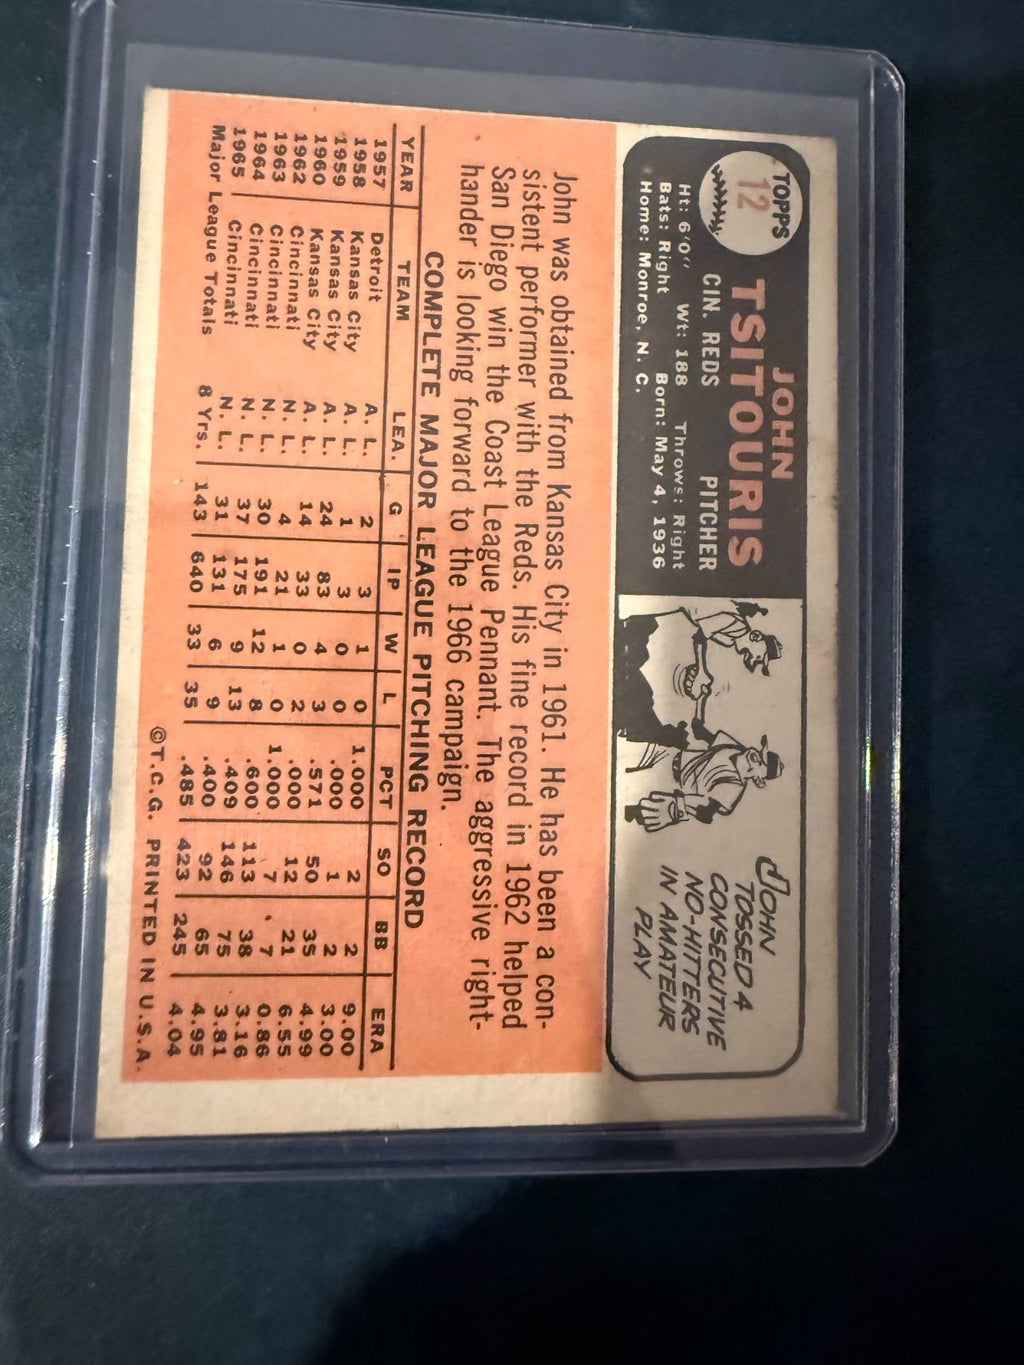 TOPPS
12
JOHN
TSITOURIS
CIN. REDS PITCHER
Ht: 6'0" Wt: 188 Throws: Right
Bats: Right Born: May 4, 1936
Home: Monroe, N. C.
JOHN
TOSSED 4
CONSECUTIVE
NO-HITTERS
IN AMATEUR
PLAY
John was obtained from Kansas City in 1961. He has been a con-
sistent performer with the Reds. His fine record in 1962 helped
San Diego win the Coast League Pennant. The aggressive right-
hander is looking forward to the 1966 campaign.
COMPLETE MAJOR LEAGUE PITCHING RECORD
YEAR TEAM LEA. G IP W L PCT SO BB ERA
1957 Detroit A. L. 2 3 1 0 1.000 2 2 9.00
1958 Kansas City A. L. 1 3 0 0 .000 1 2 3.00
1959 Kansas City A. L. 24 83 4 3 .571 50 35 4.99
1960 Kansas City A. L. 14 33 0 2 .000 12 21 6.55
1962 Cincinnati N. L. 4 21 1 0 1.000 7 7 0.86
1963 Cincinnati N. L. 30 191 12 8 .600 113 38 3.16
1964 Cincinnati N. L. 37 175 9 13 .409 146 75 3.81
1965 Cincinnati N. L. 31 131 6 9 .400 92 65 4.95
Major League Totals 8 Yrs. 143 640 33 35 .485 423 245 4.04
©T.C.G. PRINTED IN U.S.A.